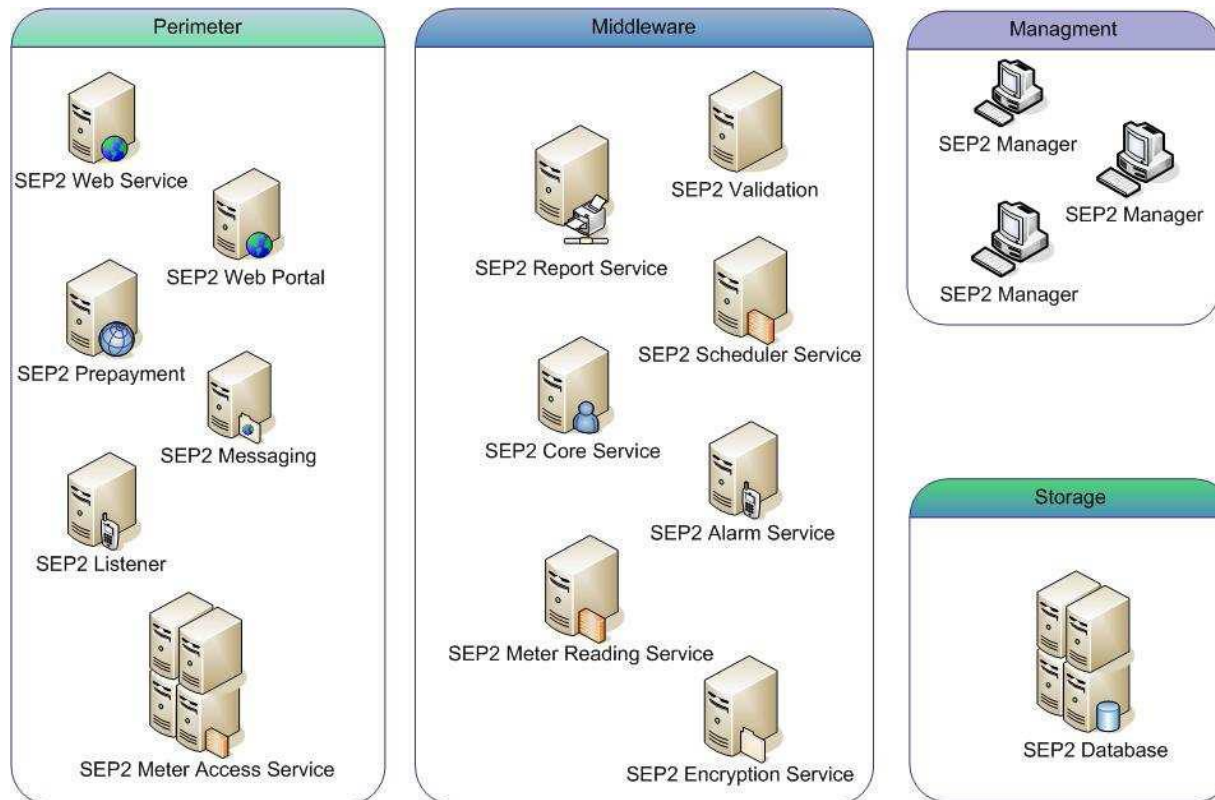 Perimeter
SEP2 Web Service
SEP2 Web Portal
SEP2 Prepayment
SEP2 Messaging
SEP2 Listener
SEP2 Meter Access Service
Middleware
SEP2 Validation
SEP2 Report Service
SEP2 Scheduler Service
SEP2 Core Service
SEP2 Alarm Service
SEP2 Meter Reading Service
SEP2 Encryption Service
Managment
SEP2 Manager
SEP2 Manager
SEP2 Manager
Storage
SEP2 Database